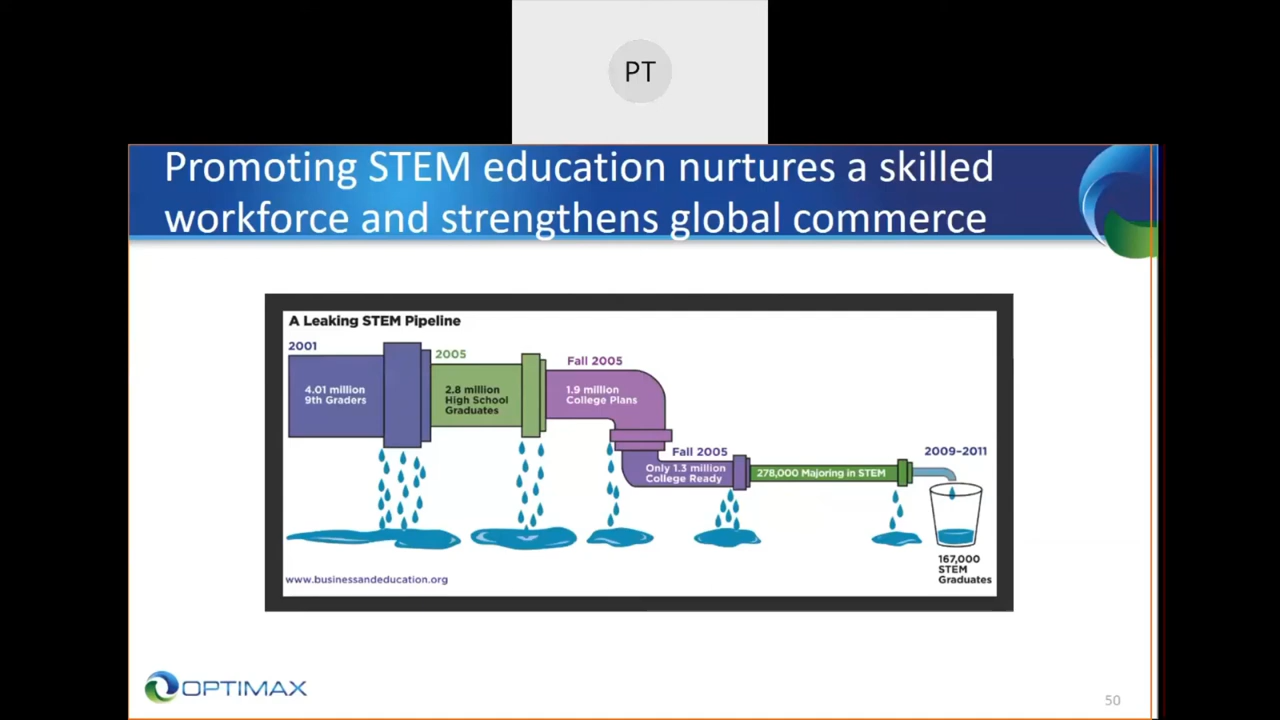 PT
Promoting STEM education nurtures a skilled
workforce and strengthens global commerce
A Leaking STEM Pipeline
2001
4.01 million
9th Graders
2005
2.8 million
High School
Graduates
Fall 2005
1.9 million
College Plans
Fall 2005
Only 1.3 million
College Ready
278,000 Majoring in STEM
2009–2011
167,000
STEM
Graduates
www.businessandeducation.org
OPTIMAX
50